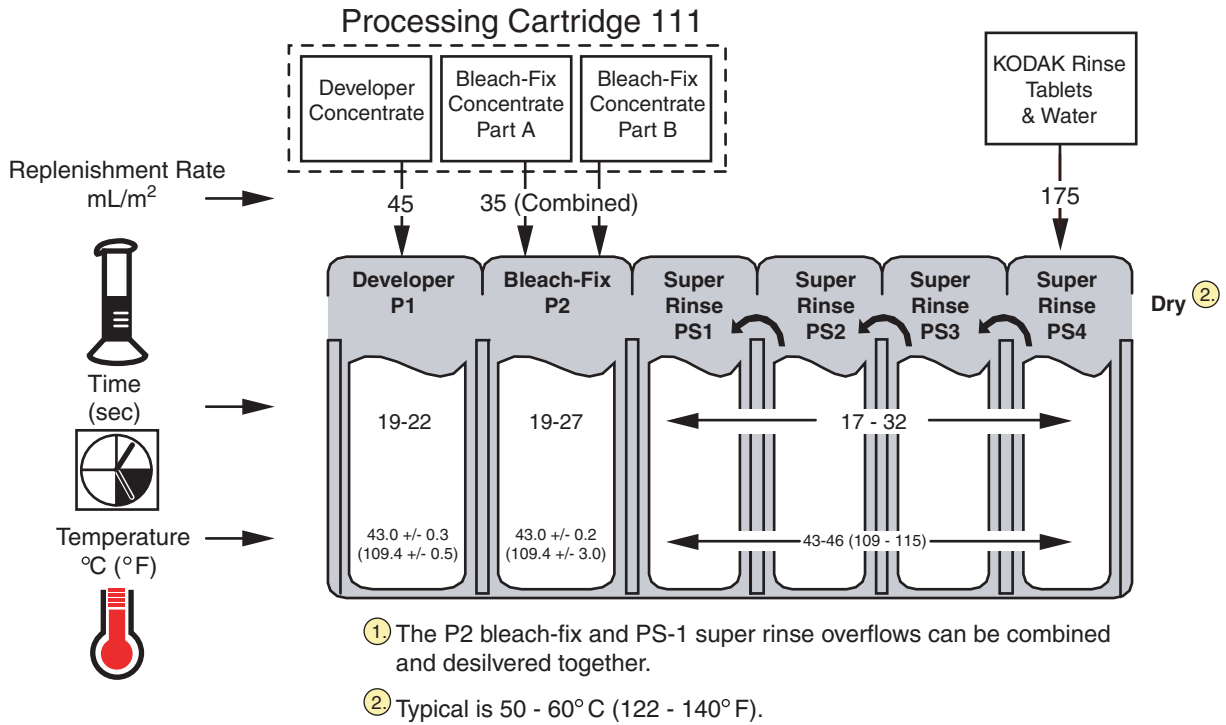 Processing Cartridge 111
Developer
Concentrate
Bleach-Fix
Concentrate
Part A
Bleach-Fix
Concentrate
Part B
KODAK Rinse
Tablets
& Water
Replenishment Rate
mL/m²
45
35 (Combined)
175
Developer
P1
Bleach-Fix
P2
Super
Rinse
PS1
Super
Rinse
PS2
Super
Rinse
PS3
Super
Rinse
PS4
Dry 2.
Time
(sec)
19-22
19-27
17 - 32
Temperature
°C (°F)
43.0 +/- 0.3
(109.4 +/- 0.5)
43.0 +/- 0.2
(109.4 +/- 3.0)
43-46 (109 - 115)
1. The P2 bleach-fix and PS-1 super rinse overflows can be combined
and desilvered together.
2. Typical is 50 - 60°C (122 - 140°F).